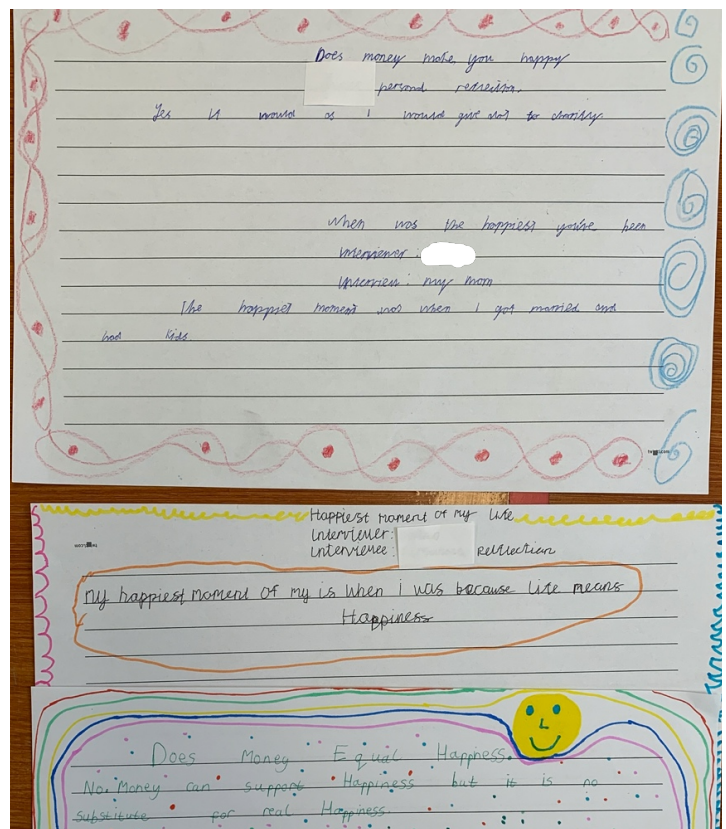 Does money make you happy
personal reflection.
Yes it would as I would give alot to charity.
When was the happiest you've been
Interviewer:
Interview: my mom
The happiest moment was when I got married and
had kids.
Happiest moment of my life
Interviewer:
Interviewee: Reflection
my happiest moment of my is when i was because life means
Happiness
Does Money Equal Happness.
No. Money can support Happiness but it is no
substitute for real Happiness.